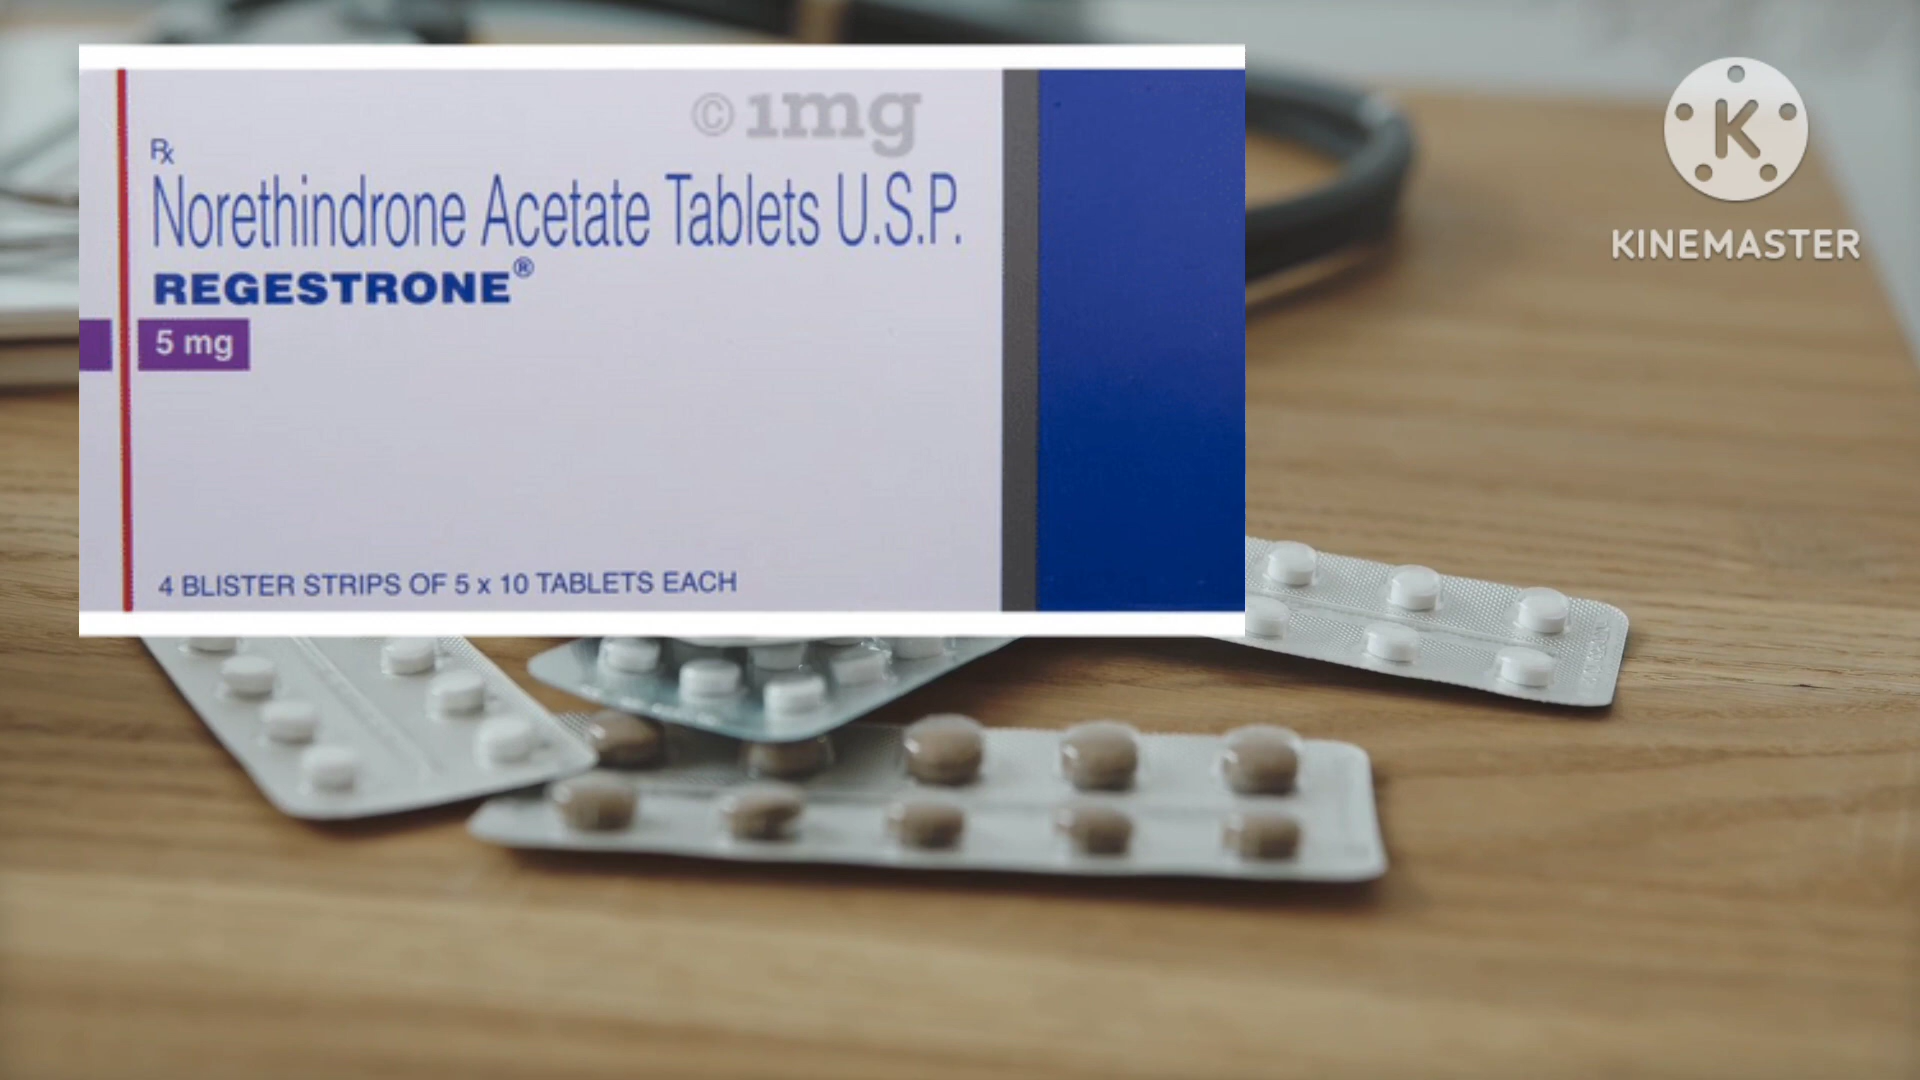 © 1mg
Rx
Norethindrone Acetate Tablets U.S.P.
REGESTRONE®
5 mg
4 BLISTER STRIPS OF 5 x 10 TABLETS EACH
K
KINEMASTER